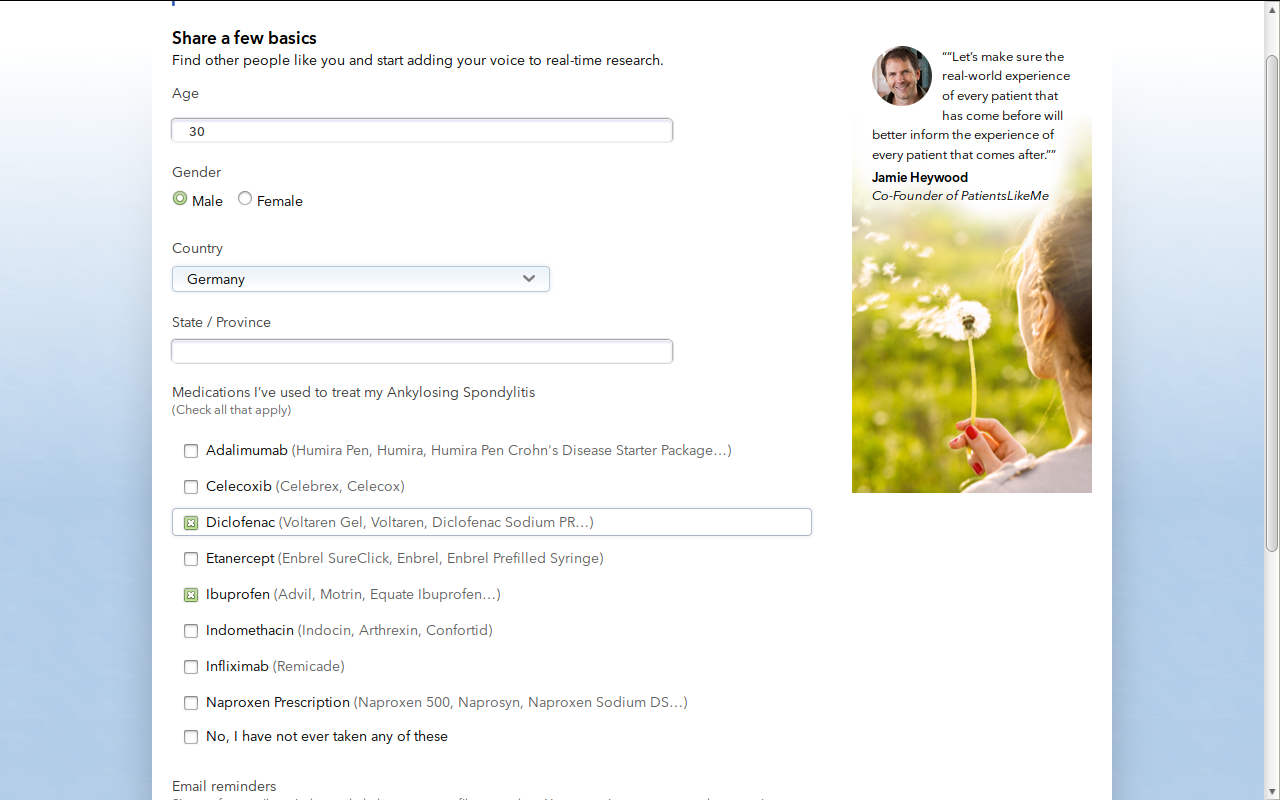 Share a few basics
Find other people like you and start adding your voice to real-time research.
Age
30
Gender
Male
Female
Country
Germany
State / Province
Medications I've used to treat my Ankylosing Spondylitis
(Check all that apply)
Adalimumab (Humira Pen, Humira, Humira Pen Crohn's Disease Starter Package…)
Celecoxib (Celebrex, Celecox)
Diclofenac (Voltaren Gel, Voltaren, Diclofenac Sodium PR…)
Etanercept (Enbrel SureClick, Enbrel, Enbrel Prefilled Syringe)
Ibuprofen (Advil, Motrin, Equate Ibuprofen…)
Indomethacin (Indocin, Arthrexin, Confortid)
Infliximab (Remicade)
Naproxen Prescription (Naproxen 500, Naprosyn, Naproxen Sodium DS…)
No, I have not ever taken any of these
Email reminders
““Let’s make sure the
real-world experience
of every patient that
has come before will
better inform the experience of
every patient that comes after.””
Jamie Heywood
Co-Founder of PatientsLikeMe